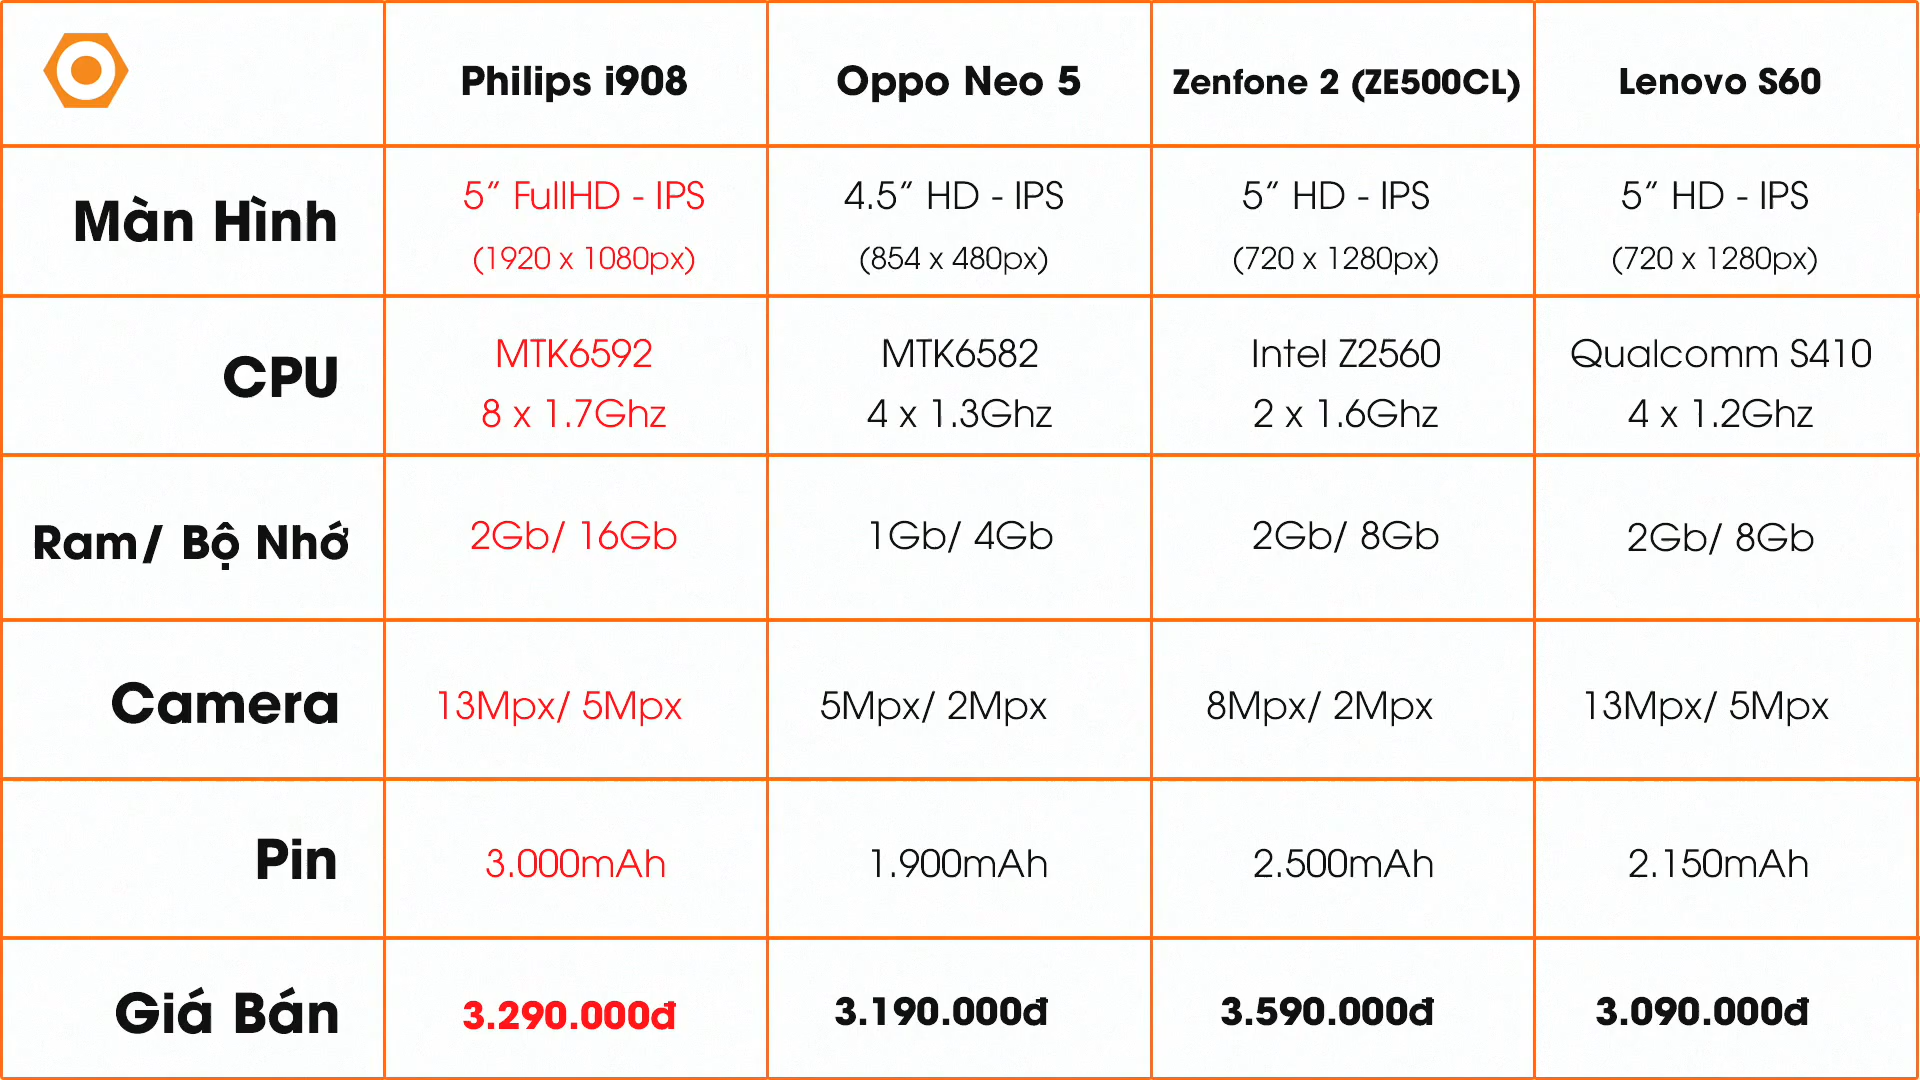 Philips i908
Oppo Neo 5
Zenfone 2 (ZE500CL)
Lenovo S60
Màn Hình
5” FullHD - IPS
(1920 x 1080px)
4.5” HD - IPS
(854 x 480px)
5” HD - IPS
(720 x 1280px)
5” HD - IPS
(720 x 1280px)
CPU
MTK6592
8 x 1.7Ghz
MTK6582
4 x 1.3Ghz
Intel Z2560
2 x 1.6Ghz
Qualcomm S410
4 x 1.2Ghz
Ram/ Bộ Nhớ
2Gb/ 16Gb
1Gb/ 4Gb
2Gb/ 8Gb
2Gb/ 8Gb
Camera
13Mpx/ 5Mpx
5Mpx/ 2Mpx
8Mpx/ 2Mpx
13Mpx/ 5Mpx
Pin
3.000mAh
1.900mAh
2.500mAh
2.150mAh
Giá Bán
3.290.000đ
3.190.000đ
3.590.000đ
3.090.000đ